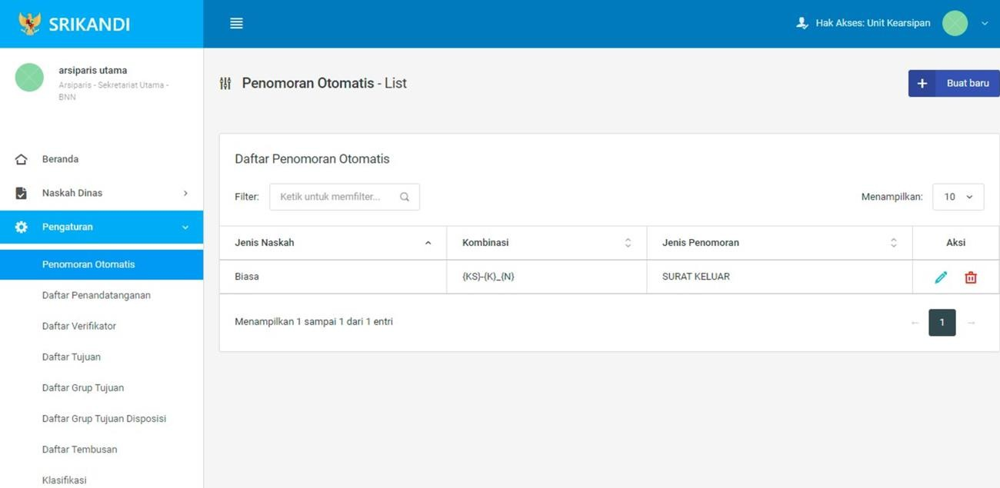 SRIKANDI
Hak Akses: Unit Kearsipan
arsiparis utama
Arsiparis - Sekretariat Utama -
BNN
Penomoran Otomatis - List
+ Buat baru
Beranda
Naskah Dinas
Pengaturan
Penomoran Otomatis
Daftar Penandatanganan
Daftar Verifikator
Daftar Tujuan
Daftar Grup Tujuan
Daftar Grup Tujuan Disposisi
Daftar Tembusan
Klasifikasi
Daftar Penomoran Otomatis
Filter: Ketik untuk memfilter... Menampilkan: 10
Jenis Naskah Kombinasi Jenis Penomoran Aksi
Biasa {KS}-{K}_{N} SURAT KELUAR
Menampilkan 1 sampai 1 dari 1 entri ← 1 →